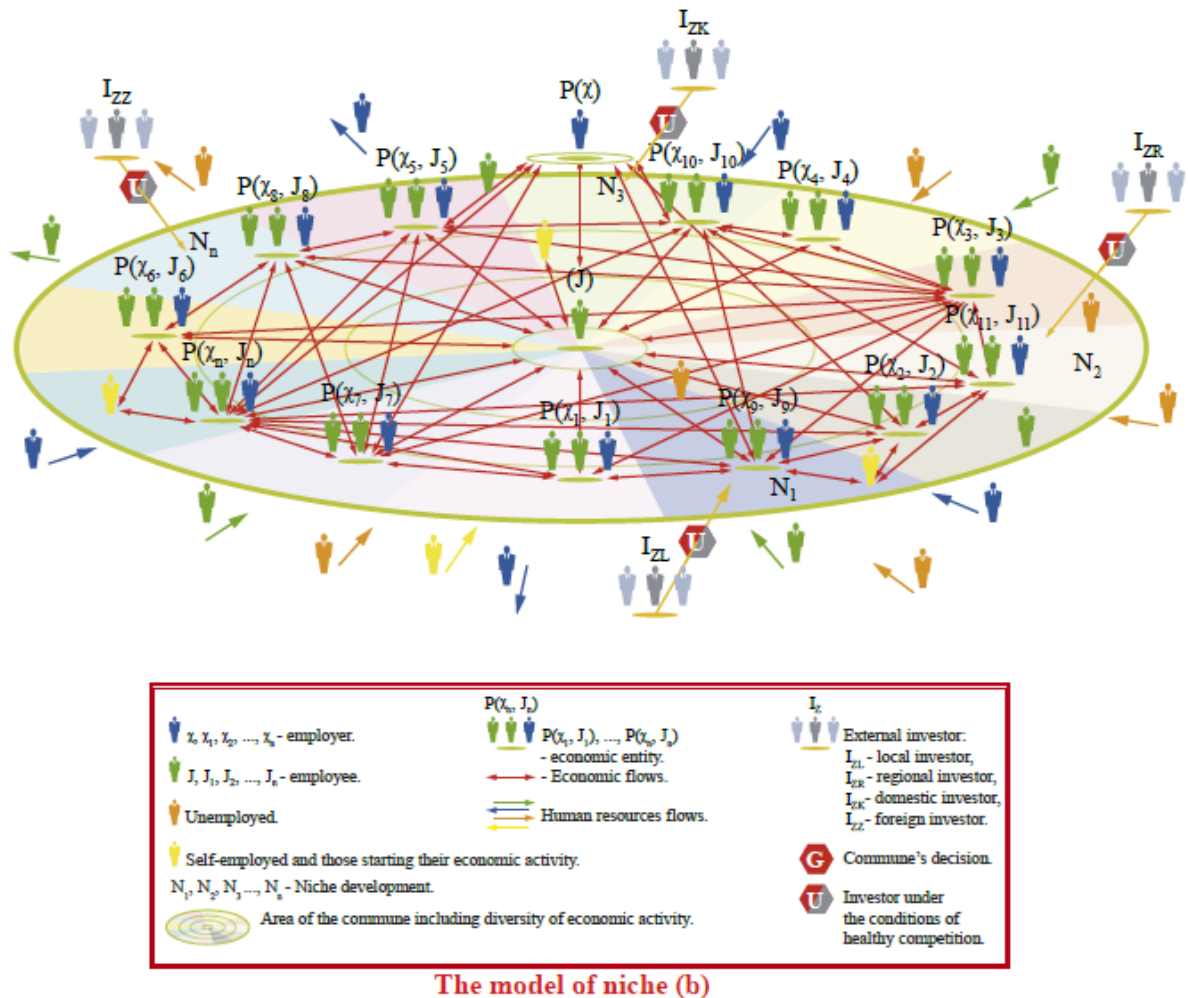 I_ZK
I_ZZ
P(χ)
U
I_ZR
P(χ₅, J₅)
P(χ₁₀, J₁₀)
U
P(χ₈, J₈)
N₃
P(χ₄, J₄)
Nₙ
P(χ₃, J₃)
U
P(χ₆, J₆)
(J)
P(χ₁₁, J₁₁)
P(χₙ, Jₙ)
P(χ₂, J₂)
N₂
P(χ₇, J₇)
P(χ₁, J₁)
P(χ₉, J₉)
N₁
I_ZL
U
P(χₙ, Jₙ)
I_Z
χ, χ₁, χ₂, ..., χₙ - employer.
P(χ₁, J₁), ..., P(χₙ, Jₙ)
- economic entity.
External investor:
I_ZL - local investor,
J, J₁, J₂, ..., Jₙ - employee.
- Economic flows.
I_ZR - regional investor,
I_ZK - domestic investor,
I_ZZ - foreign investor.
Unemployed.
Human resources flows.
Self-employed and those starting their economic activity.
G Commune's decision.
N₁, N₂, N₃ ..., Nₙ - Niche development.
Area of the commune including diversity of economic activity.
U Investor under
the conditions of
healthy competition.
The model of niche (b)